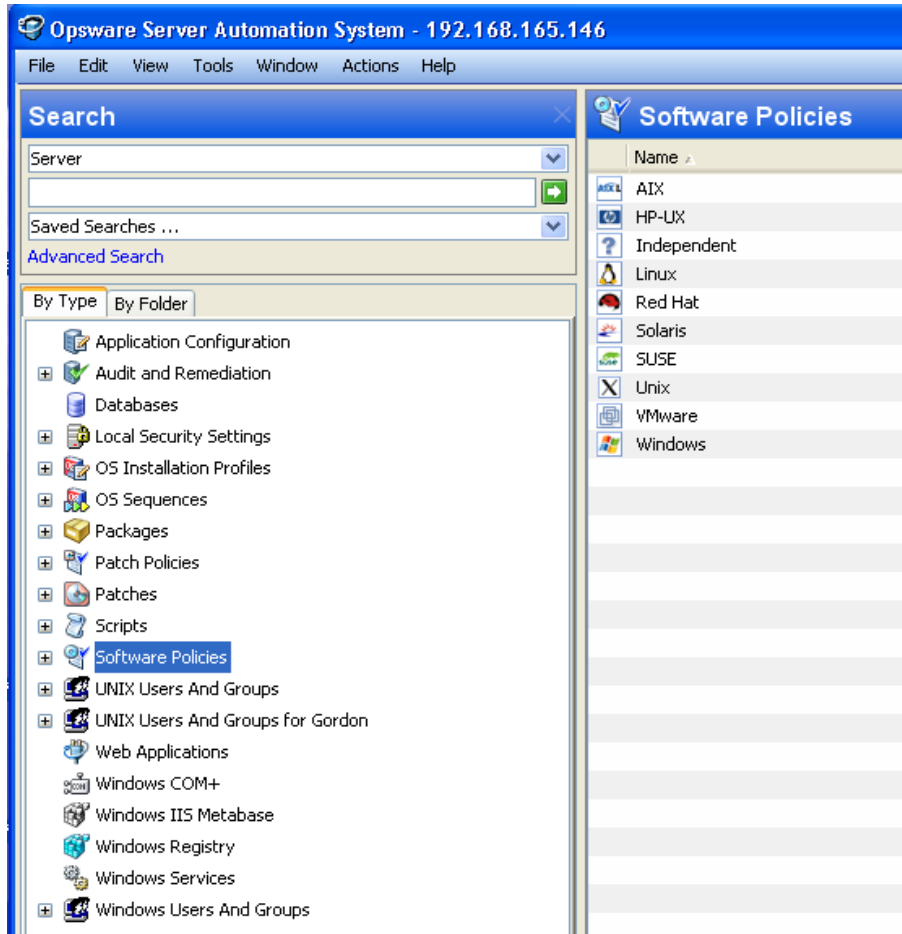 Opsware Server Automation System - 192.168.165.146
File Edit View Tools Window Actions Help
Search
Server
Saved Searches ...
Advanced Search
By Type By Folder
Application Configuration
Audit and Remediation
Databases
Local Security Settings
OS Installation Profiles
OS Sequences
Packages
Patch Policies
Patches
Scripts
Software Policies
UNIX Users And Groups
UNIX Users And Groups for Gordon
Web Applications
Windows COM+
Windows IIS Metabase
Windows Registry
Windows Services
Windows Users And Groups
Software Policies
Name
AIX
HP-UX
Independent
Linux
Red Hat
Solaris
SUSE
Unix
VMware
Windows